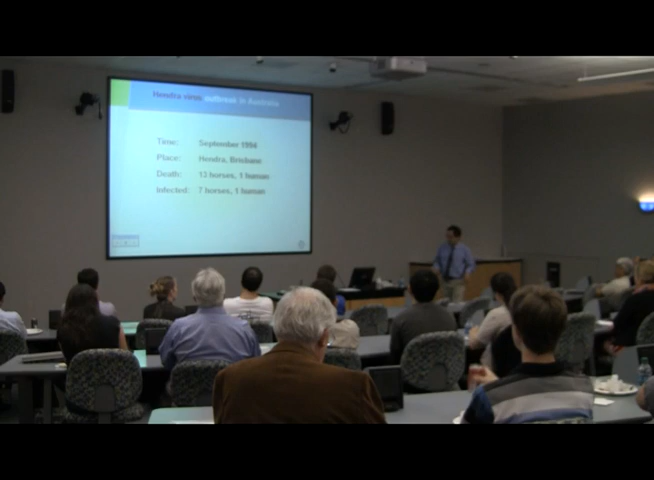 Hendra virus outbreak in Australia
Time: September 1994
Place: Hendra, Brisbane
Death: 13 horses, 1 human
Infected: 7 horses, 1 human